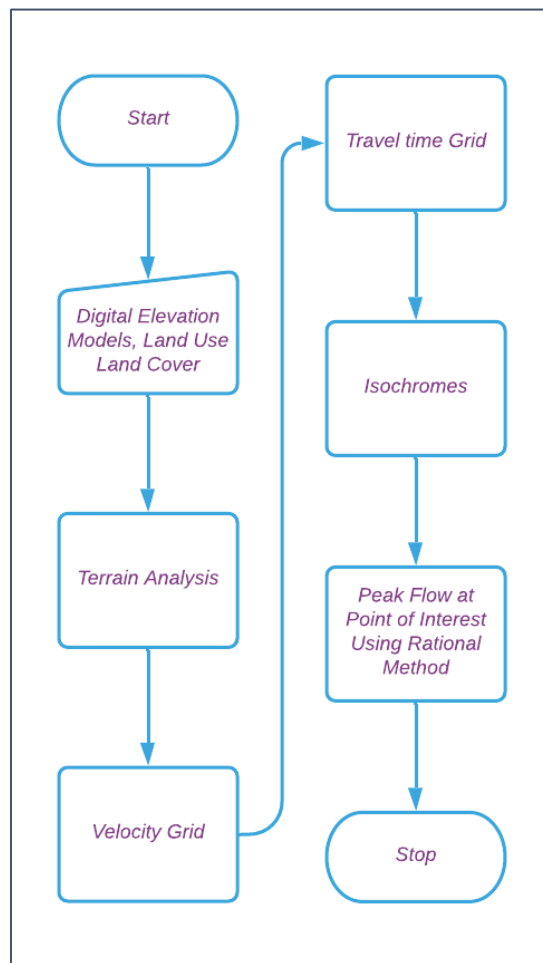 Start
Digital Elevation
Models, Land Use
Land Cover
Terrain Analysis
Velocity Grid
Travel time Grid
Isochromes
Peak Flow at
Point of Interest
Using Rational
Method
Stop